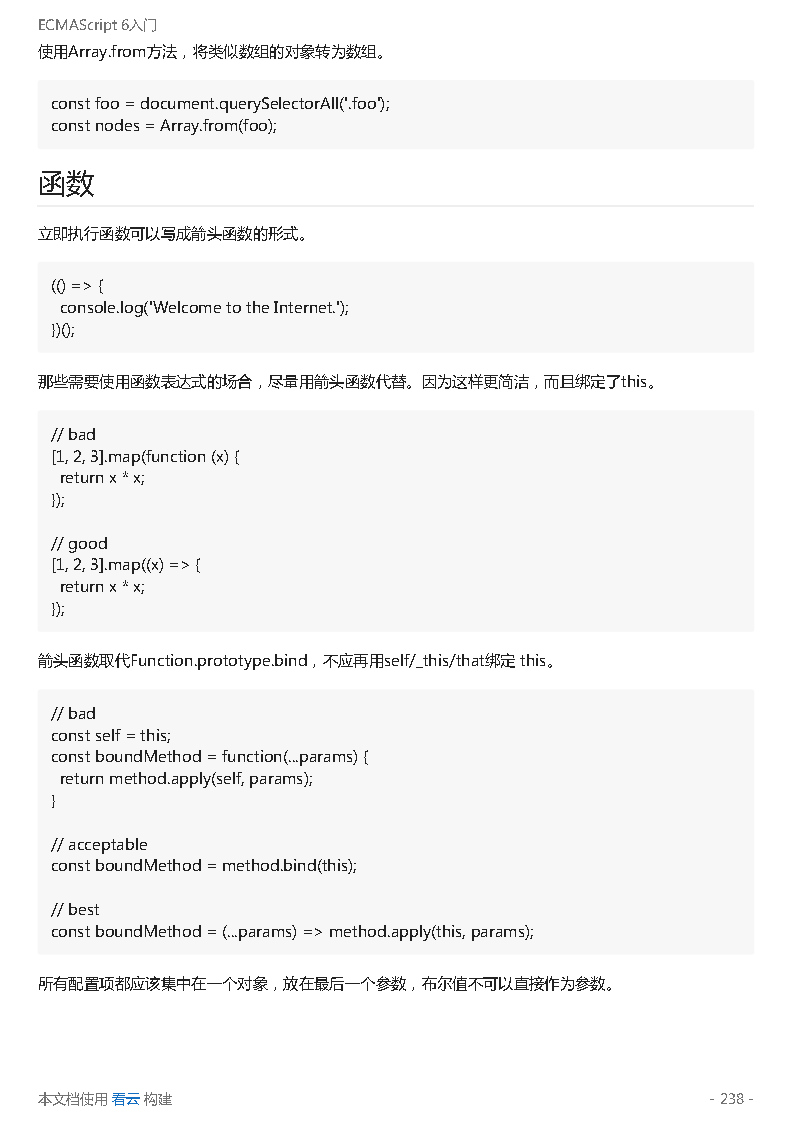 ECMAScript 6入门
使用Array.from方法，将类似数组的对象转为数组。
const foo = document.querySelectorAll('.foo');
const nodes = Array.from(foo);
函数
立即执行函数可以写成箭头函数的形式。
(() => {
  console.log('Welcome to the Internet.');
})();
那些需要使用函数表达式的场合，尽量用箭头函数代替。因为这样更简洁，而且绑定了this。
// bad
[1, 2, 3].map(function (x) {
  return x * x;
});
// good
[1, 2, 3].map((x) => {
  return x * x;
});
箭头函数取代Function.prototype.bind，不应再用self/_this/that绑定 this。
// bad
const self = this;
const boundMethod = function(...params) {
  return method.apply(self, params);
}
// acceptable
const boundMethod = method.bind(this);
// best
const boundMethod = (...params) => method.apply(this, params);
所有配置项都应该集中在一个对象，放在最后一个参数，布尔值不可以直接作为参数。
本文档使用 看云 构建
- 238 -